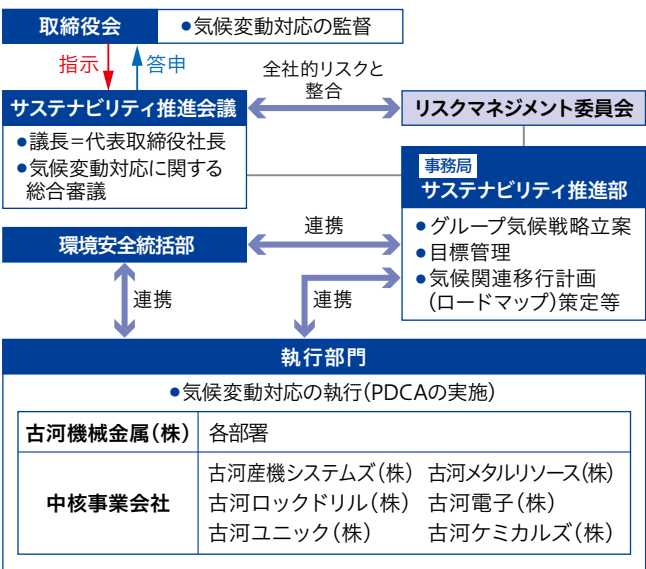 取締役会
●気候変動対応の監督
指示
答申
全社的リスクと
整合
サステナビリティ推進会議
●議長=代表取締役社長
●気候変動対応に関する
総合審議
リスクマネジメント委員会
事務局
サステナビリティ推進部
●グループ気候戦略立案
●目標管理
●気候関連移行計画
(ロードマップ)策定等
環境安全統括部
連携
連携
連携
執行部門
●気候変動対応の執行(PDCAの実施)
古河機械金属(株)
各部署
中核事業会社
古河産機システムズ(株) 古河メタルリソース(株)
古河ロックドリル(株) 古河電子(株)
古河ユニック(株) 古河ケミカルズ(株)